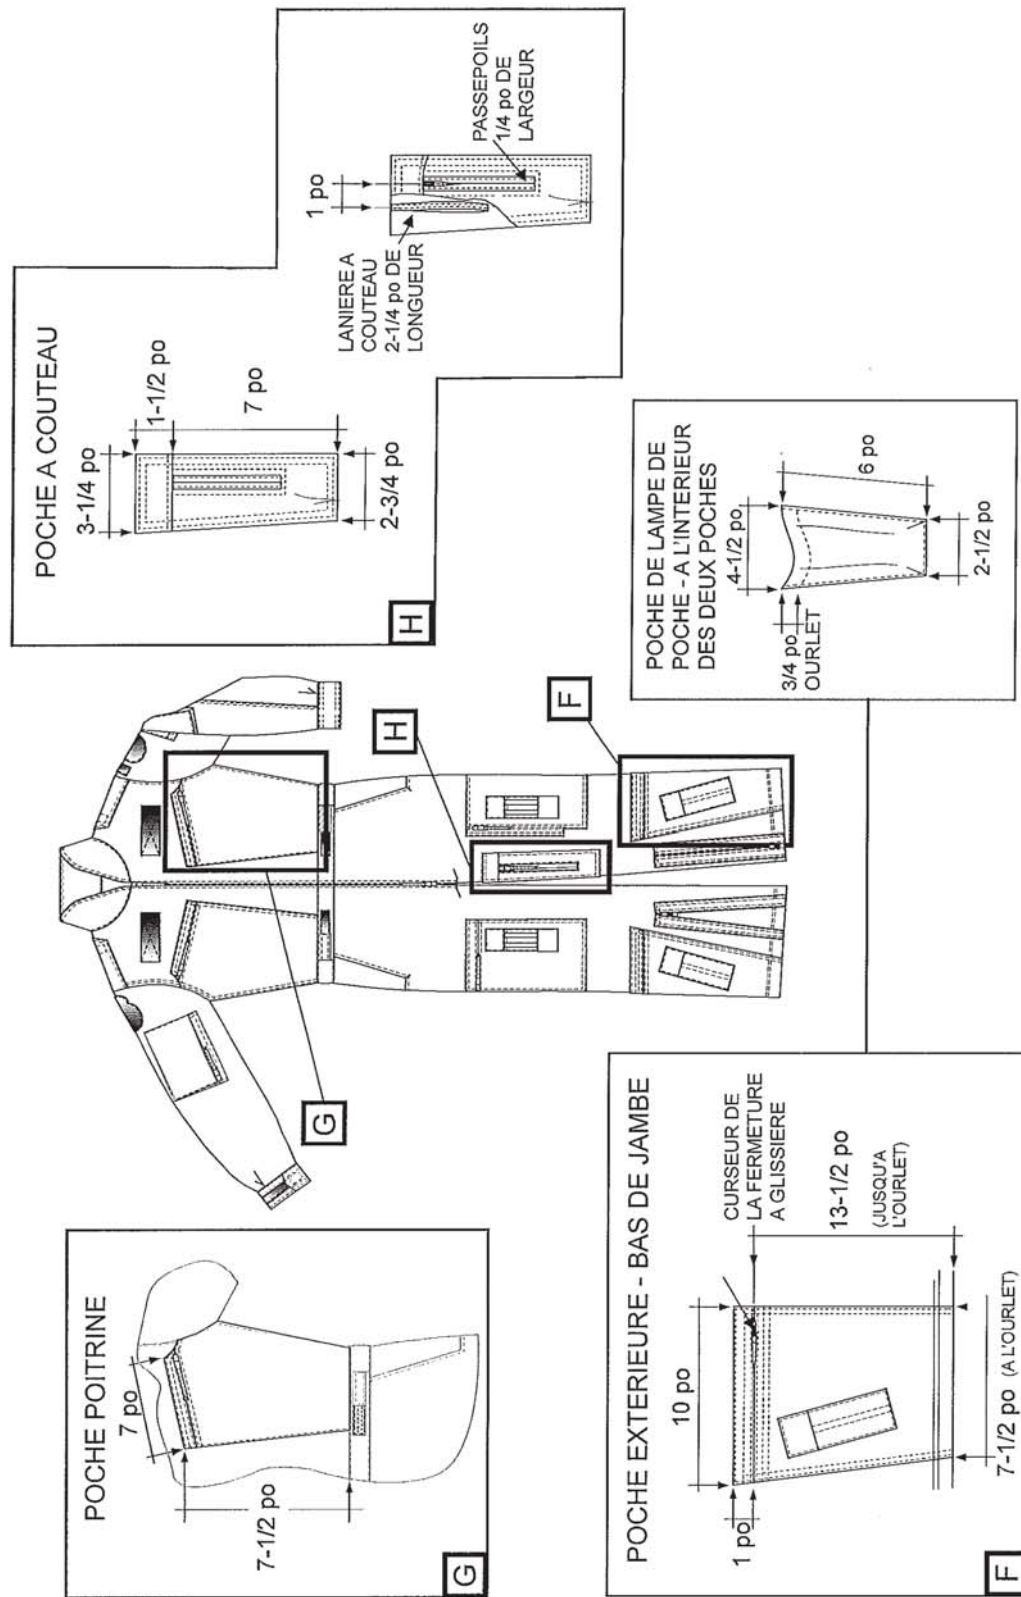 POCHE POITRINE
7 po
7-1/2 po
G
G
H
F
POCHE A COUTEAU
3-1/4 po
1-1/2 po
7 po
2-3/4 po
H
LANIERE A
COUTEAU
2-1/4 po DE
LONGUEUR
1 po
PASSEPOILS
1/4 po DE
LARGEUR
POCHE EXTERIEURE - BAS DE JAMBE
10 po
1 po
CURSEUR DE
LA FERMETURE
A GLISSIERE
13-1/2 po
(JUSQU'A
L'OURLET)
7-1/2 po (A L'OURLET)
F
POCHE DE LAMPE DE
POCHE - A L'INTERIEUR
DES DEUX POCHES
4-1/2 po
3/4 po
OURLET
6 po
2-1/2 po